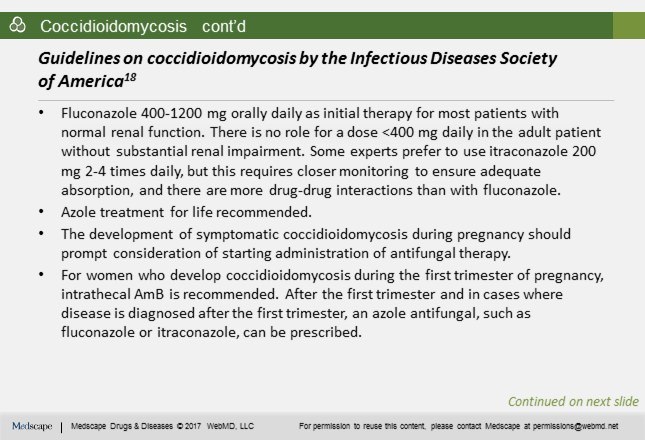 Coccidioidomycosis cont’d
Guidelines on coccidioidomycosis by the Infectious Diseases Society
of America18
• Fluconazole 400-1200 mg orally daily as initial therapy for most patients with
normal renal function. There is no role for a dose <400 mg daily in the adult patient
without substantial renal impairment. Some experts prefer to use itraconazole 200
mg 2-4 times daily, but this requires closer monitoring to ensure adequate
absorption, and there are more drug-drug interactions than with fluconazole.
• Azole treatment for life recommended.
• The development of symptomatic coccidioidomycosis during pregnancy should
prompt consideration of starting administration of antifungal therapy.
• For women who develop coccidioidomycosis during the first trimester of pregnancy,
intrathecal AmB is recommended. After the first trimester and in cases where
disease is diagnosed after the first trimester, an azole antifungal, such as
fluconazole or itraconazole, can be prescribed.
Continued on next slide
Medscape | Medscape Drugs & Diseases © 2017 WebMD, LLC For permission to reuse this content, please contact Medscape at permissions@webmd.net